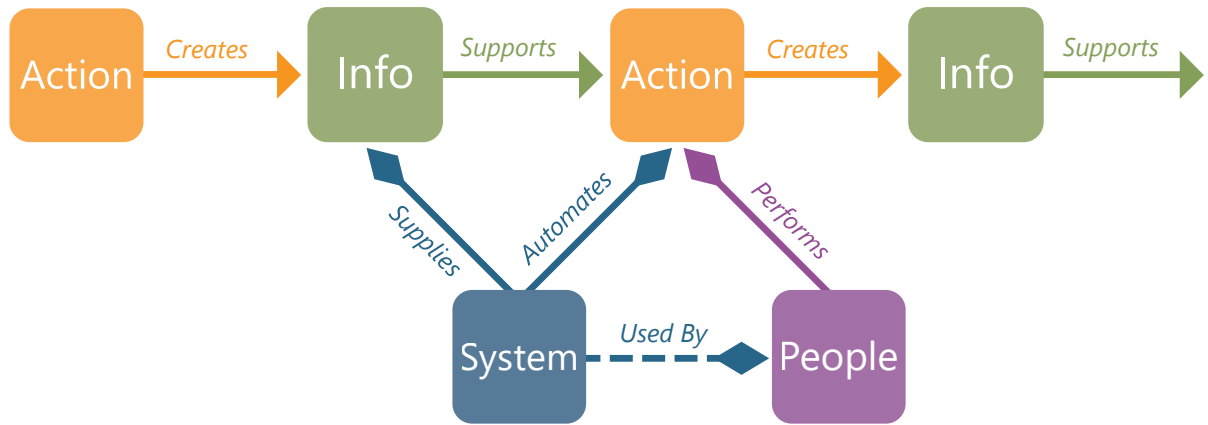 Action
Creates
Info
Supports
Action
Creates
Info
Supports
Supplies
Automates
Performs
System
Used By
People